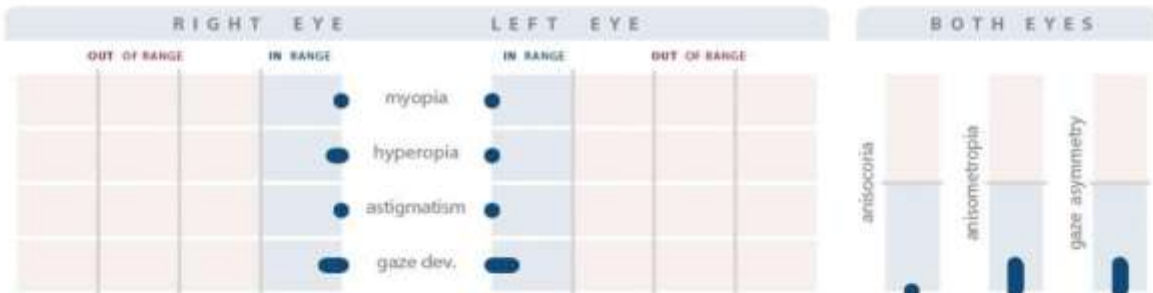 RIGHT EYE LEFT EYE BOTH EYES
OUT OF RANGE IN RANGE IN RANGE OUT OF RANGE
myopia
hyperopia
astigmatism
gaze dev.
anisocoria
anisometropia
gaze asymmetry